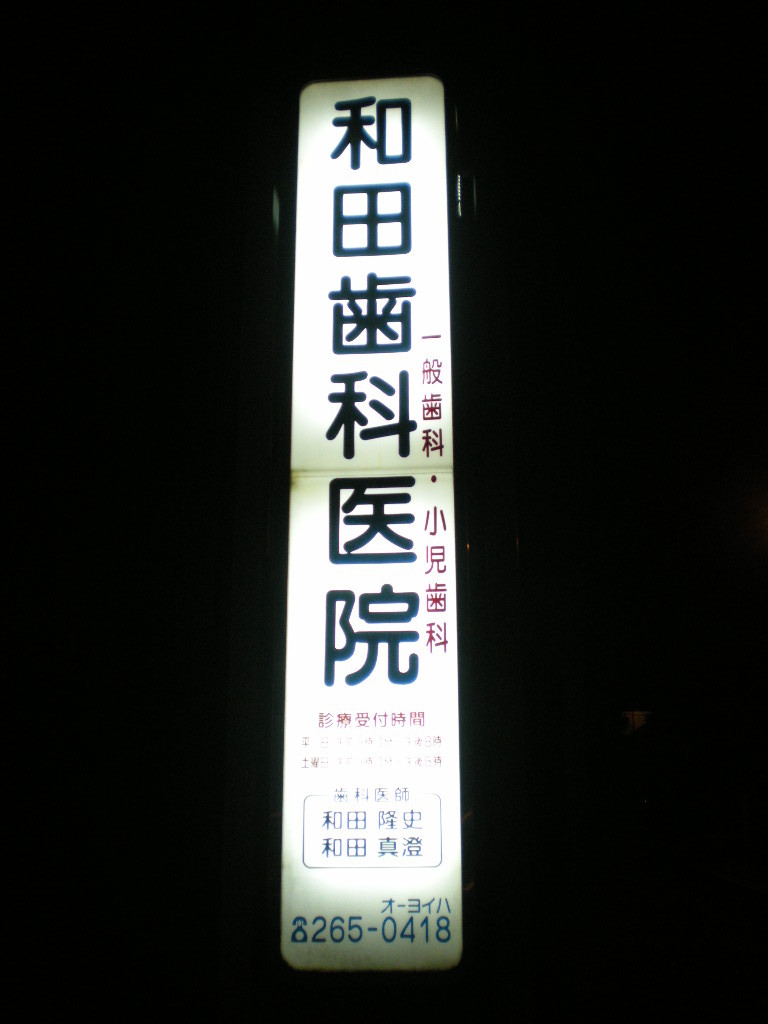 和田歯科医院
一般歯科・小児歯科
診療受付時間
歯科医師
和田 隆史
和田 真澄
オーヨイハ
☎265-0418